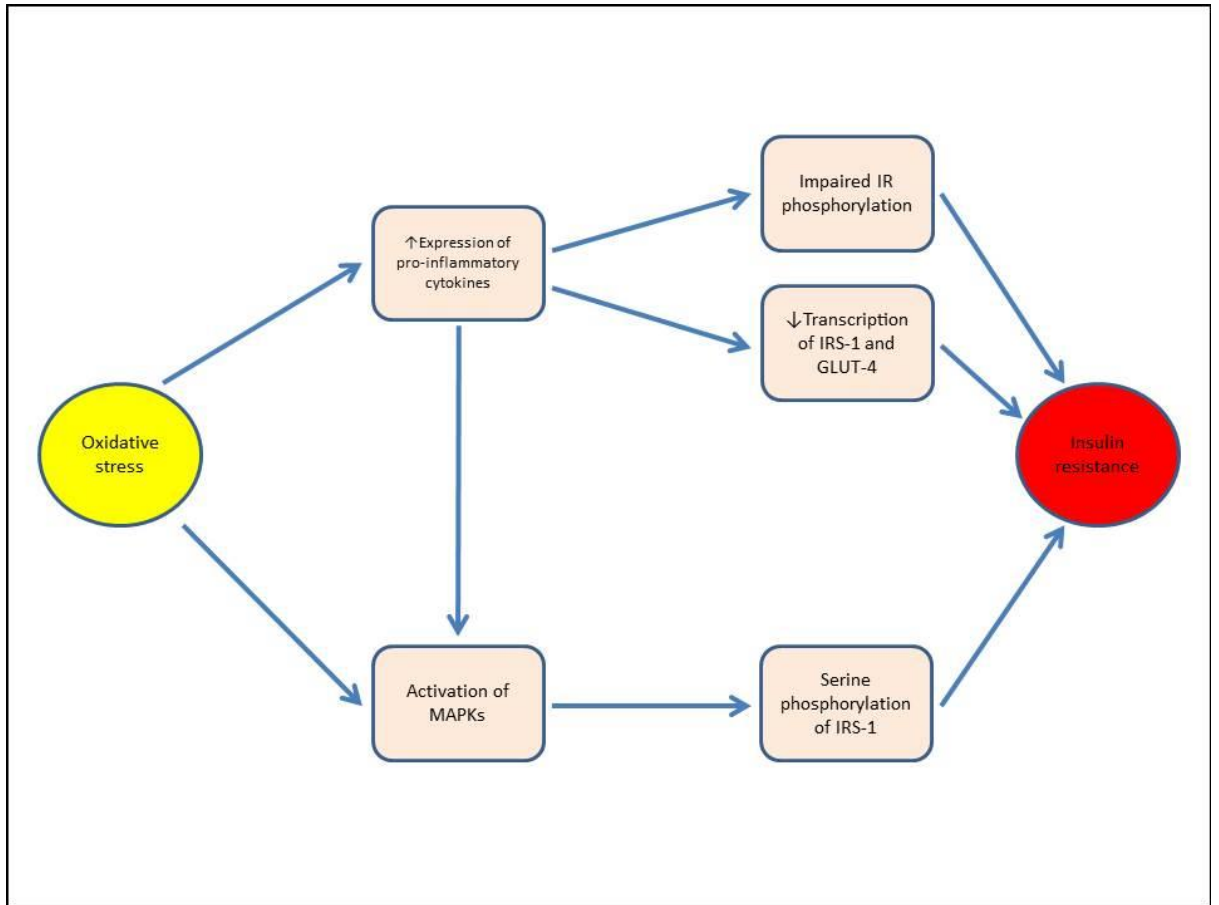 Impaired IR
phosphorylation
↑Expression of
pro-inflammatory
cytokines
↓Transcription
of IRS-1 and
GLUT-4
Oxidative
stress
Insulin
resistance
Activation of
MAPKs
Serine
phosphorylation
of IRS-1